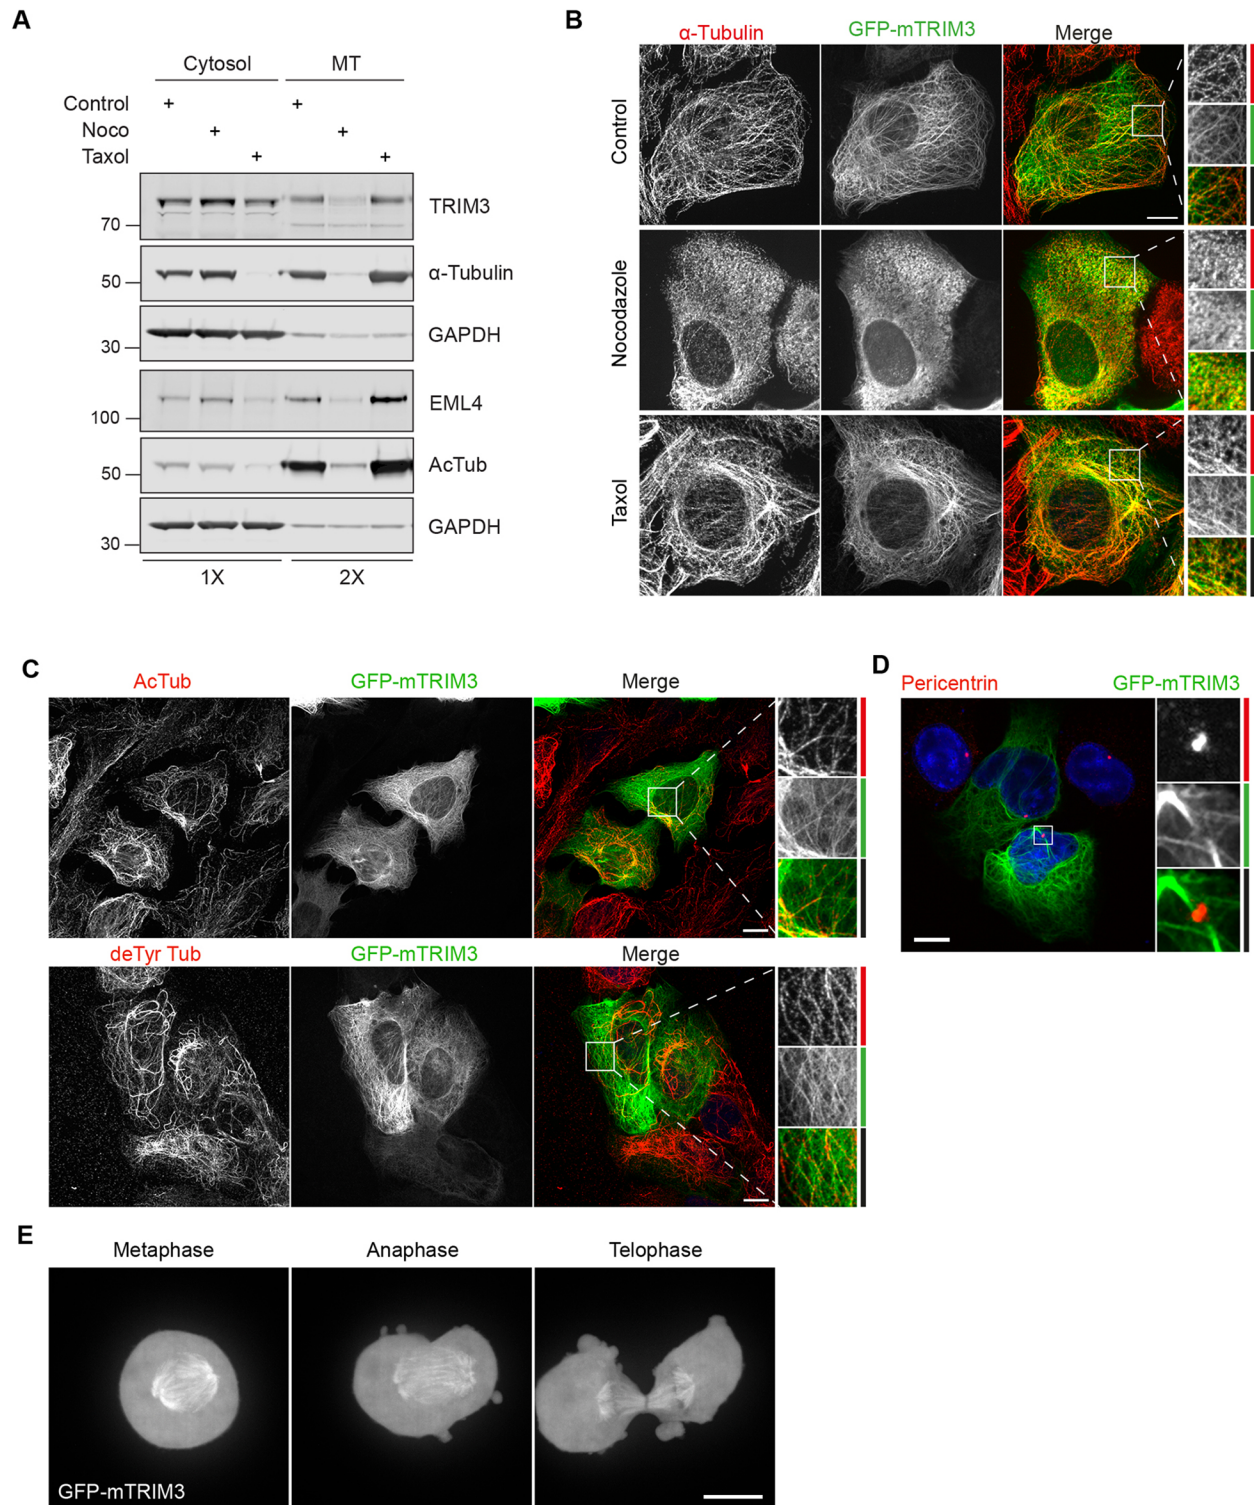 A
Cytosol MT
Control + +
Noco + +
Taxol + +
TRIM3
70
α-Tubulin
50
GAPDH
30
EML4
100
AcTub
50
GAPDH
30
1X 2X
B
α-Tubulin GFP-mTRIM3 Merge
Control
Nocodazole
Taxol
C
AcTub GFP-mTRIM3 Merge
deTyr Tub GFP-mTRIM3 Merge
D
Pericentrin GFP-mTRIM3
E
Metaphase Anaphase Telophase
GFP-mTRIM3